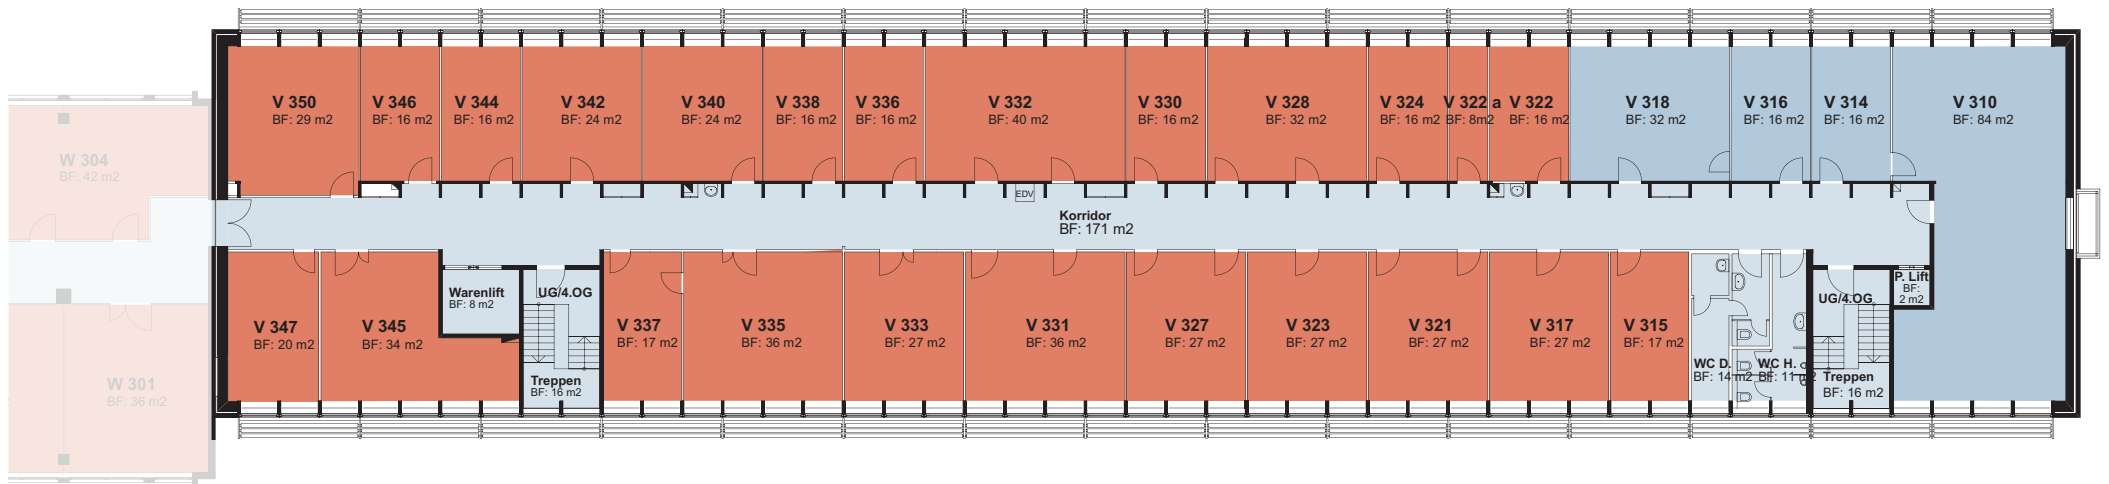 V 350
BF: 29 m2
V 346
BF: 16 m2
V 344
BF: 16 m2
V 342
BF: 24 m2
V 340
BF: 24 m2
V 338
BF: 16 m2
V 336
BF: 16 m2
V 332
BF: 40 m2
V 330
BF: 16 m2
V 328
BF: 32 m2
V 324
BF: 16 m2
V 322 a
BF: 8m2
V 322
BF: 16 m2
V 318
BF: 32 m2
V 316
BF: 16 m2
V 314
BF: 16 m2
V 310
BF: 84 m2
W 304
BF: 42 m2
EDV
Korridor
BF: 171 m2
Warenlift
BF: 8 m2
UG/4.OG
UG/4.OG
P. Lift
BF:
2 m2
V 347
BF: 20 m2
V 345
BF: 34 m2
V 337
BF: 17 m2
V 335
BF: 36 m2
V 333
BF: 27 m2
V 331
BF: 36 m2
V 327
BF: 27 m2
V 323
BF: 27 m2
V 321
BF: 27 m2
V 317
BF: 27 m2
V 315
BF: 17 m2
WC D.
BF: 14 m2
WC H.
BF: 11 m2
Treppen
BF: 16 m2
Treppen
BF: 16 m2
W 301
BF: 36 m2